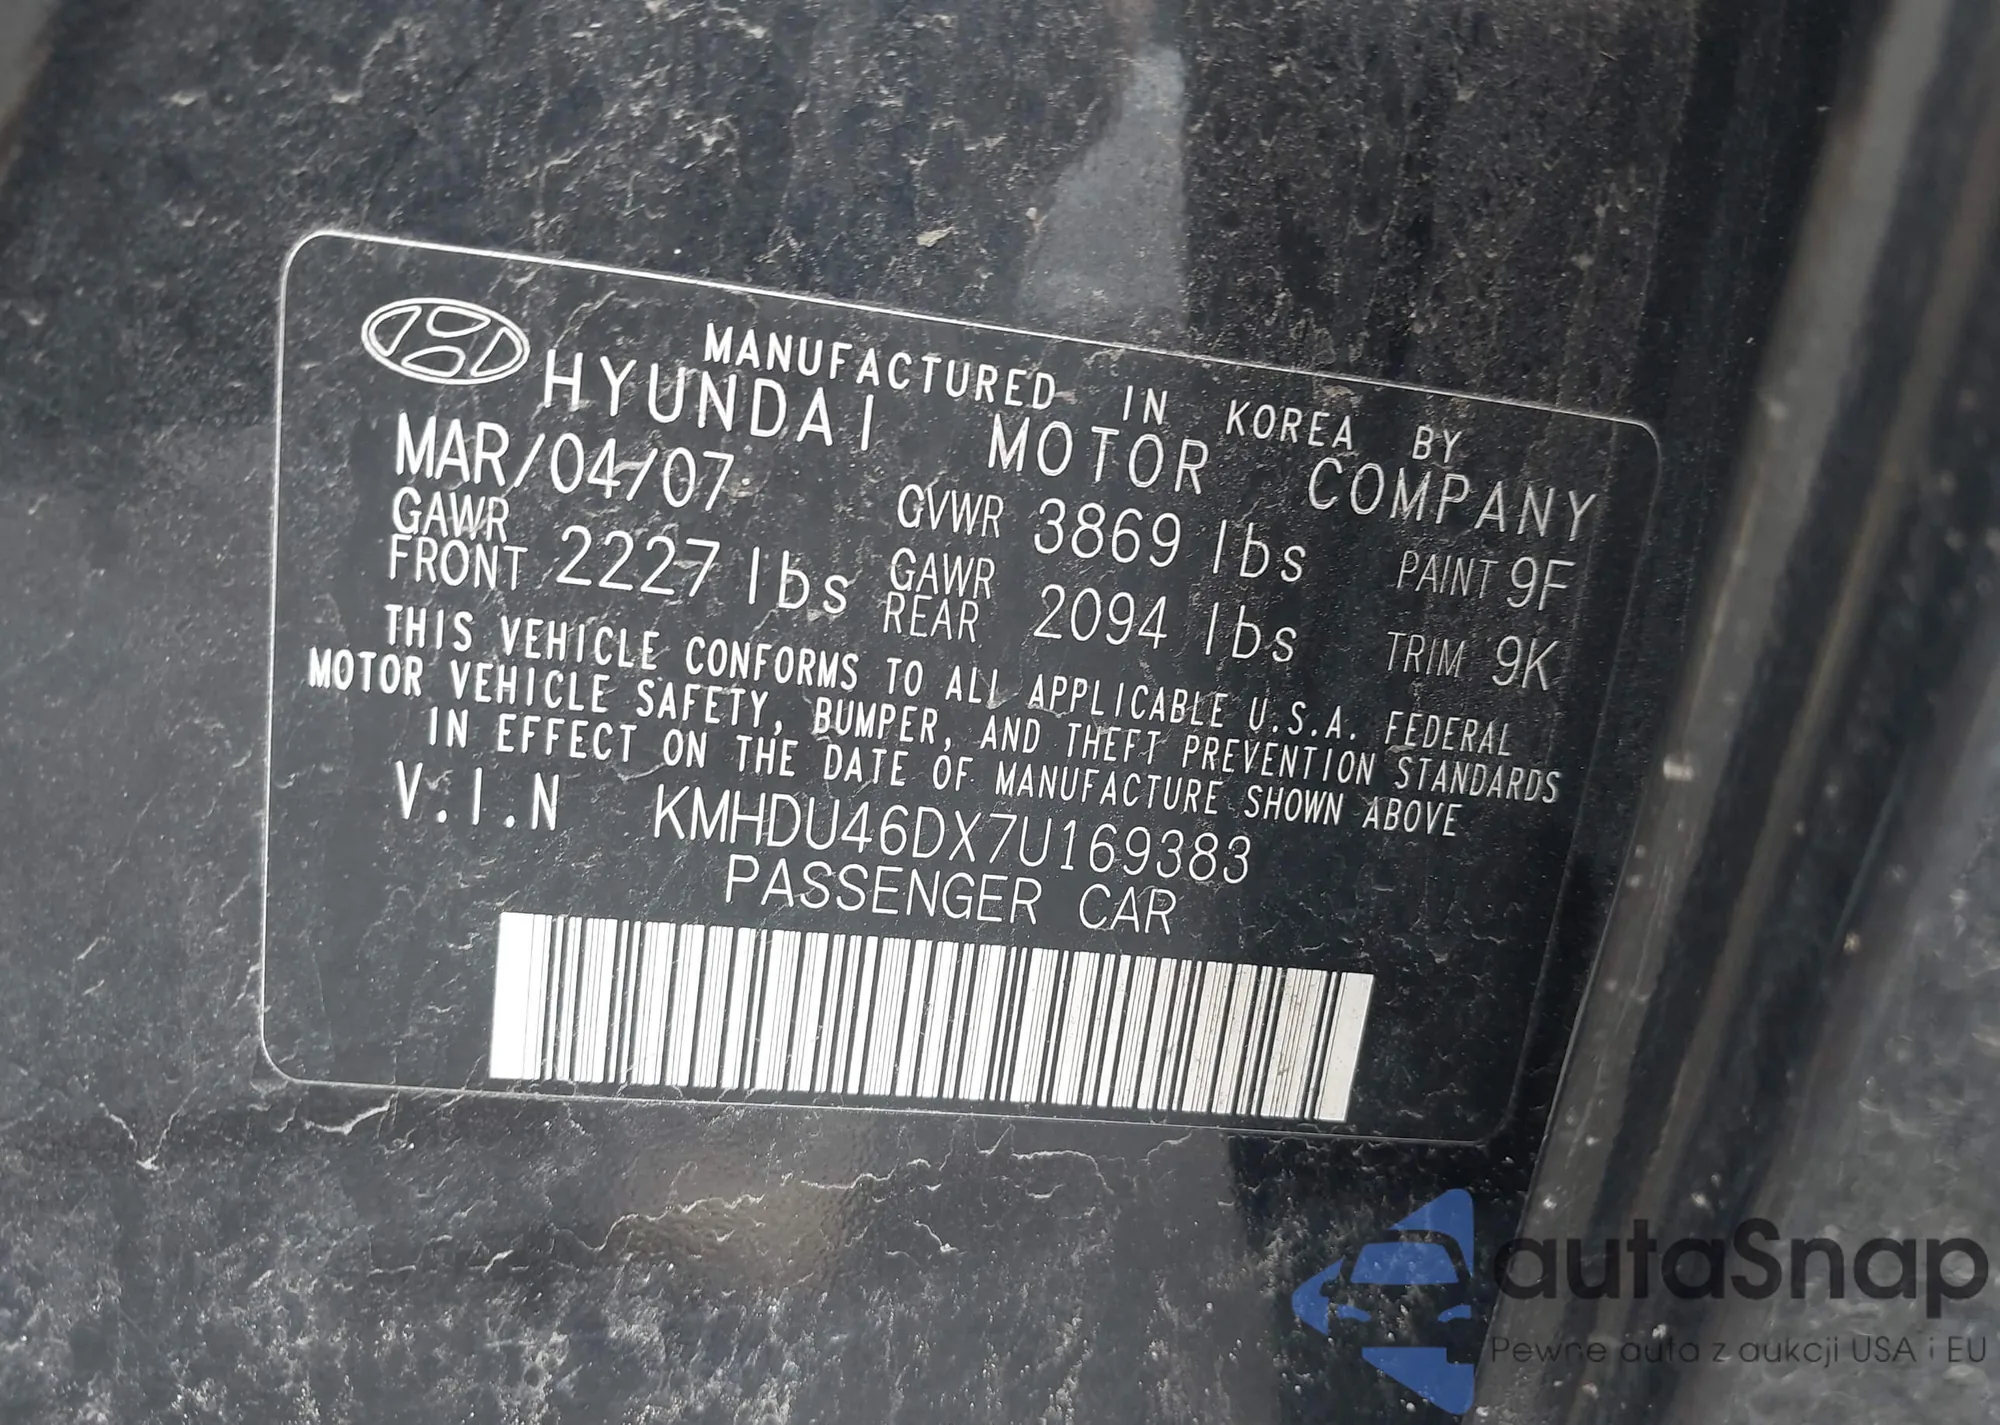 MANUFACTURED IN KOREA BY
HYUNDAI MOTOR COMPANY
MAR/04/07 GVWR 3869 lbs PAINT 9F
GAWR FRONT 2227 lbs GAWR REAR 2094 lbs TRIM 9K
THIS VEHICLE CONFORMS TO ALL APPLICABLE U.S.A. FEDERAL
MOTOR VEHICLE SAFETY, BUMPER, AND THEFT PREVENTION STANDARDS
IN EFFECT ON THE DATE OF MANUFACTURE SHOWN ABOVE
V.I.N KMHDU46DX7U169383
PASSENGER CAR
autaSnap
Pewne auta z aukcji USA i EU